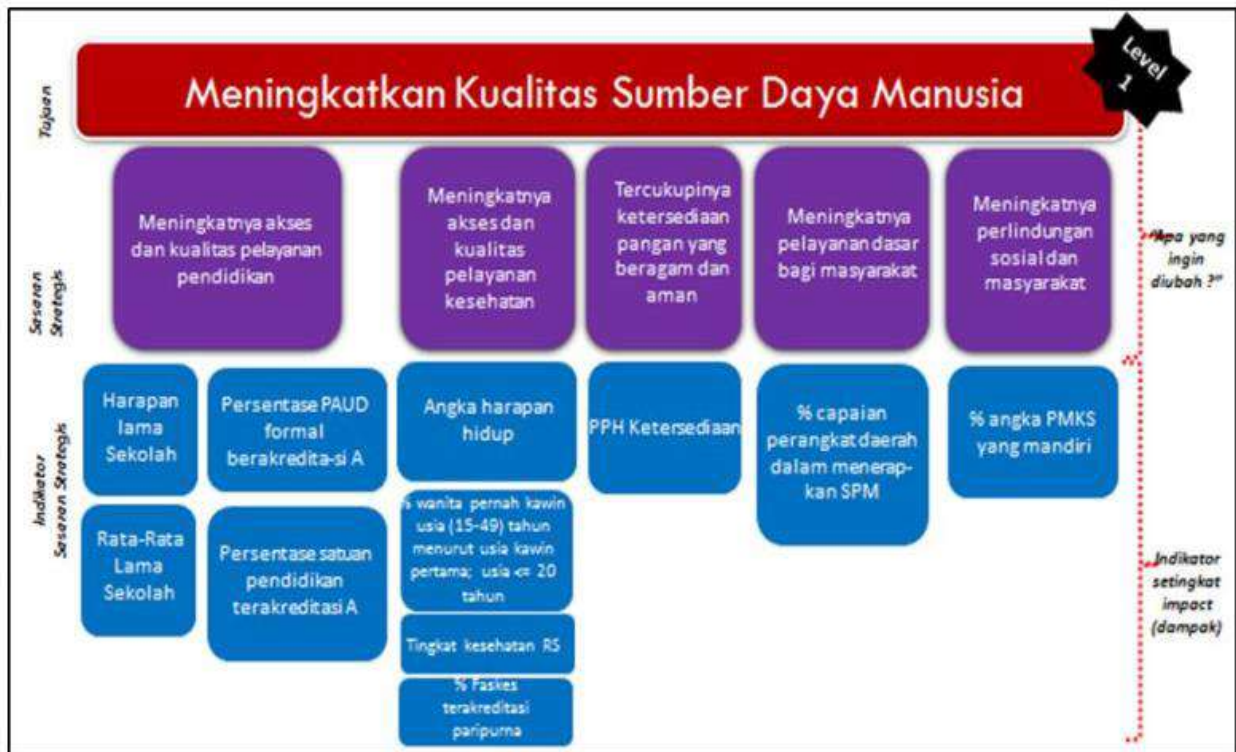 Level
1
Tujuan
Meningkatkan Kualitas Sumber Daya Manusia
Sasaran
Strategis
Meningkatnya akses
dan kualitas pelayanan
pendidikan
Meningkatnya
akses dan
kualitas
pelayanan
kesehatan
Tercukupinya
ketersediaan
pangan yang
beragam dan
aman
Meningkatnya
pelayanan dasar
bagi masyarakat
Meningkatnya
perlindungan
sosial dan
masyarakat
"Apa yang
ingin
diubah ?"
Indikator
Sasaran Strategis
Harapan
lama
Sekolah
Persentase PAUD
formal
berakredita-si A
Rata-Rata
Lama
Sekolah
Persentase satuan
pendidikan
terakreditasi A
Angka harapan
hidup
% wanita pernah kawin
usia (15-49) tahun
menurut usia kawin
pertama; usia <= 20
tahun
Tingkat kesehatan RS
% Faskes
terakreditasi
paripurna
PPH Ketersediaan
% capaian
perangkat daerah
dalam menerap-
kan SPM
% angka PMKS
yang mandiri
Indikator
setingkat
impact
(dampak)